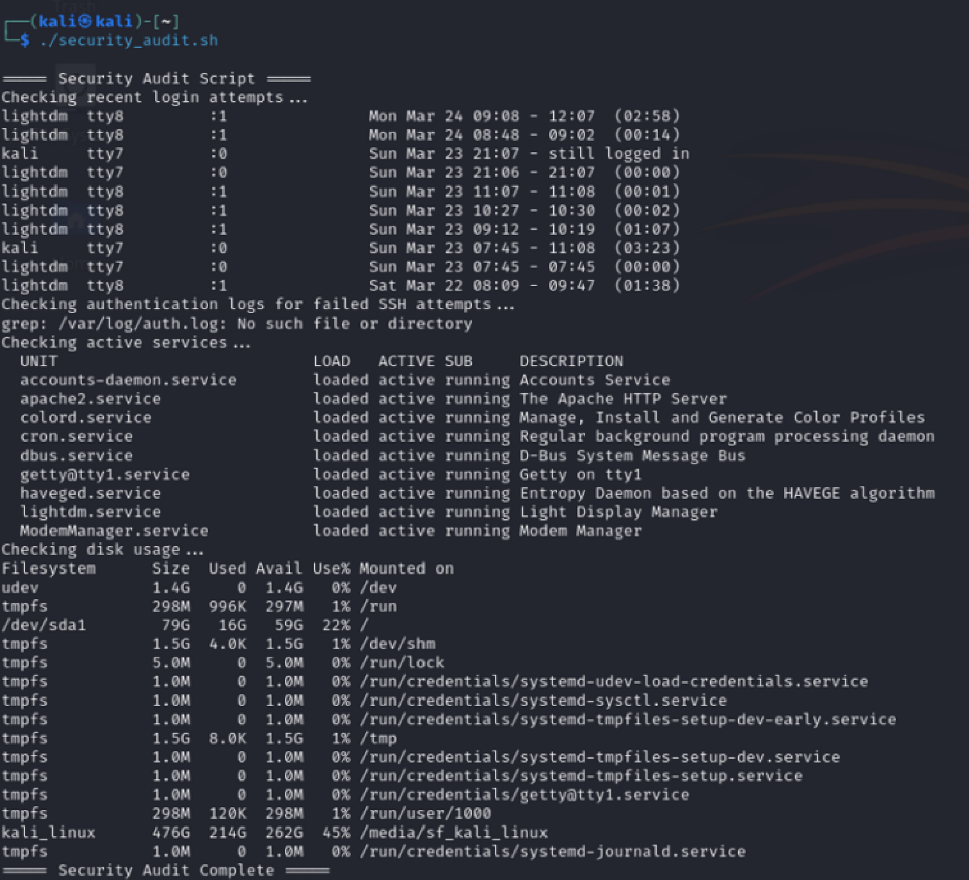 Trash
┌──(kali㉿kali)-[~]
└─$ ./security_audit.sh
═════ Security Audit Script ═════
Checking recent login attempts...
lightdm  tty8         :1               Mon Mar 24 09:08 - 12:07  (02:58)
lightdm  tty8         :1               Mon Mar 24 08:48 - 09:02  (00:14)
kali     tty7         :0               Sun Mar 23 21:07 - still logged in
lightdm  tty7         :0               Sun Mar 23 21:06 - 21:07  (00:00)
lightdm  tty8         :1               Sun Mar 23 11:07 - 11:08  (00:01)
lightdm  tty8         :1               Sun Mar 23 10:27 - 10:30  (00:02)
lightdm  tty8         :1               Sun Mar 23 09:12 - 10:19  (01:07)
kali     tty7         :0               Sun Mar 23 07:45 - 11:08  (03:23)
lightdm  tty7         :0               Sun Mar 23 07:45 - 07:45  (00:00)
lightdm  tty8         :1               Sat Mar 22 08:09 - 09:47  (01:38)
Checking authentication logs for failed SSH attempts...
grep: /var/log/auth.log: No such file or directory
Checking active services...
  UNIT                            LOAD   ACTIVE SUB     DESCRIPTION
  accounts-daemon.service         loaded active running Accounts Service
  apache2.service                 loaded active running The Apache HTTP Server
  colord.service                  loaded active running Manage, Install and Generate Color Profiles
  cron.service                    loaded active running Regular background program processing daemon
  dbus.service                    loaded active running D-Bus System Message Bus
  getty@tty1.service              loaded active running Getty on tty1
  haveged.service                 loaded active running Entropy Daemon based on the HAVEGE algorithm
  lightdm.service                 loaded active running Light Display Manager
  ModemManager.service            loaded active running Modem Manager
Checking disk usage...
Filesystem      Size  Used Avail Use% Mounted on
udev            1.4G     0  1.4G   0% /dev
tmpfs           298M  996K  297M   1% /run
/dev/sda1        79G   16G   59G  22% /
tmpfs           1.5G  4.0K  1.5G   1% /dev/shm
tmpfs           5.0M     0  5.0M   0% /run/lock
tmpfs           1.0M     0  1.0M   0% /run/credentials/systemd-udev-load-credentials.service
tmpfs           1.0M     0  1.0M   0% /run/credentials/systemd-sysctl.service
tmpfs           1.0M     0  1.0M   0% /run/credentials/systemd-tmpfiles-setup-dev-early.service
tmpfs           1.5G  8.0K  1.5G   1% /tmp
tmpfs           1.0M     0  1.0M   0% /run/credentials/systemd-tmpfiles-setup-dev.service
tmpfs           1.0M     0  1.0M   0% /run/credentials/systemd-tmpfiles-setup.service
tmpfs           1.0M     0  1.0M   0% /run/credentials/getty@tty1.service
tmpfs           298M  120K  298M   1% /run/user/1000
kali_linux      476G  214G  262G  45% /media/sf_kali_linux
tmpfs           1.0M     0  1.0M   0% /run/credentials/systemd-journald.service
═════ Security Audit Complete ═════